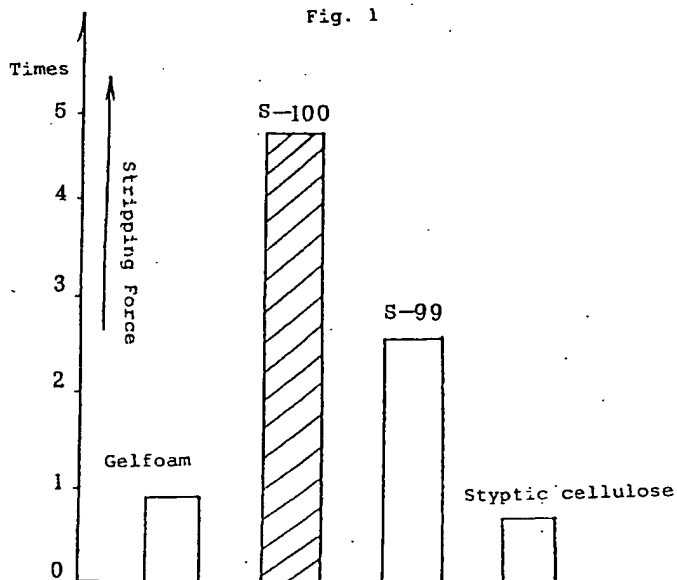 Fig. 1
Times
5
S-100
4
Stripping Force
3
S-99
2
Gelfoam
1
Styptic cellulose
0